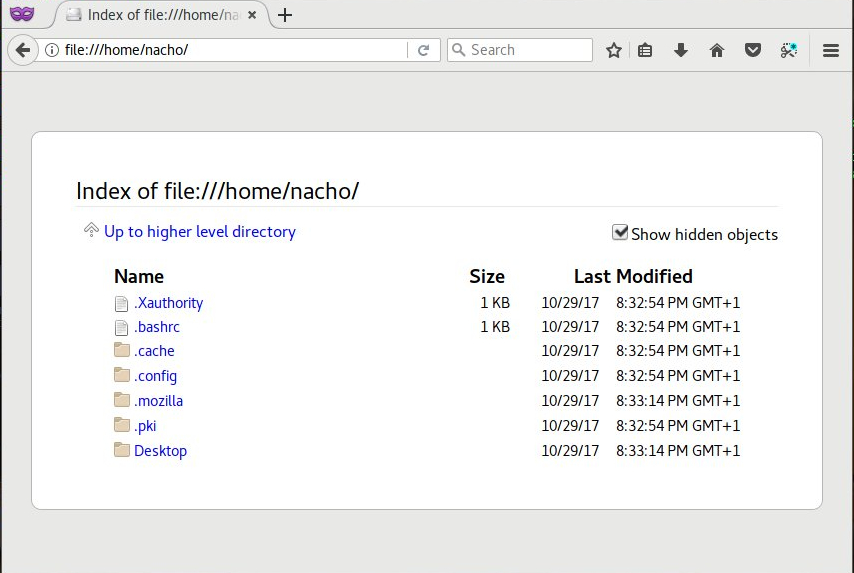 Index of file:///home/na
file:///home/nacho/
Search
Index of file:///home/nacho/
Up to higher level directory
Show hidden objects
Name Size Last Modified
.Xauthority 1 KB 10/29/17 8:32:54 PM GMT+1
.bashrc 1 KB 10/29/17 8:32:54 PM GMT+1
.cache 10/29/17 8:32:54 PM GMT+1
.config 10/29/17 8:32:54 PM GMT+1
.mozilla 10/29/17 8:33:14 PM GMT+1
.pki 10/29/17 8:32:54 PM GMT+1
Desktop 10/29/17 8:33:14 PM GMT+1